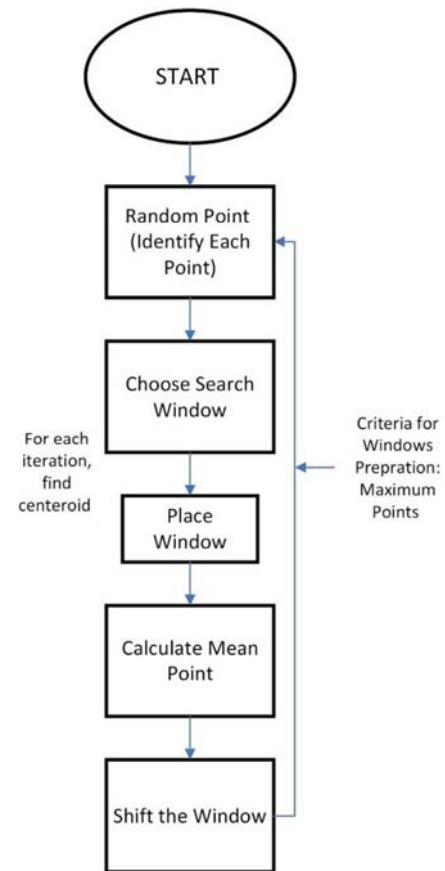 START
Random Point
(Identify Each
Point)
Choose Search
Window
For each
iteration,
find
centeroid
Criteria for
Windows
Prepration:
Maximum
Points
Place
Window
Calculate Mean
Point
Shift the Window